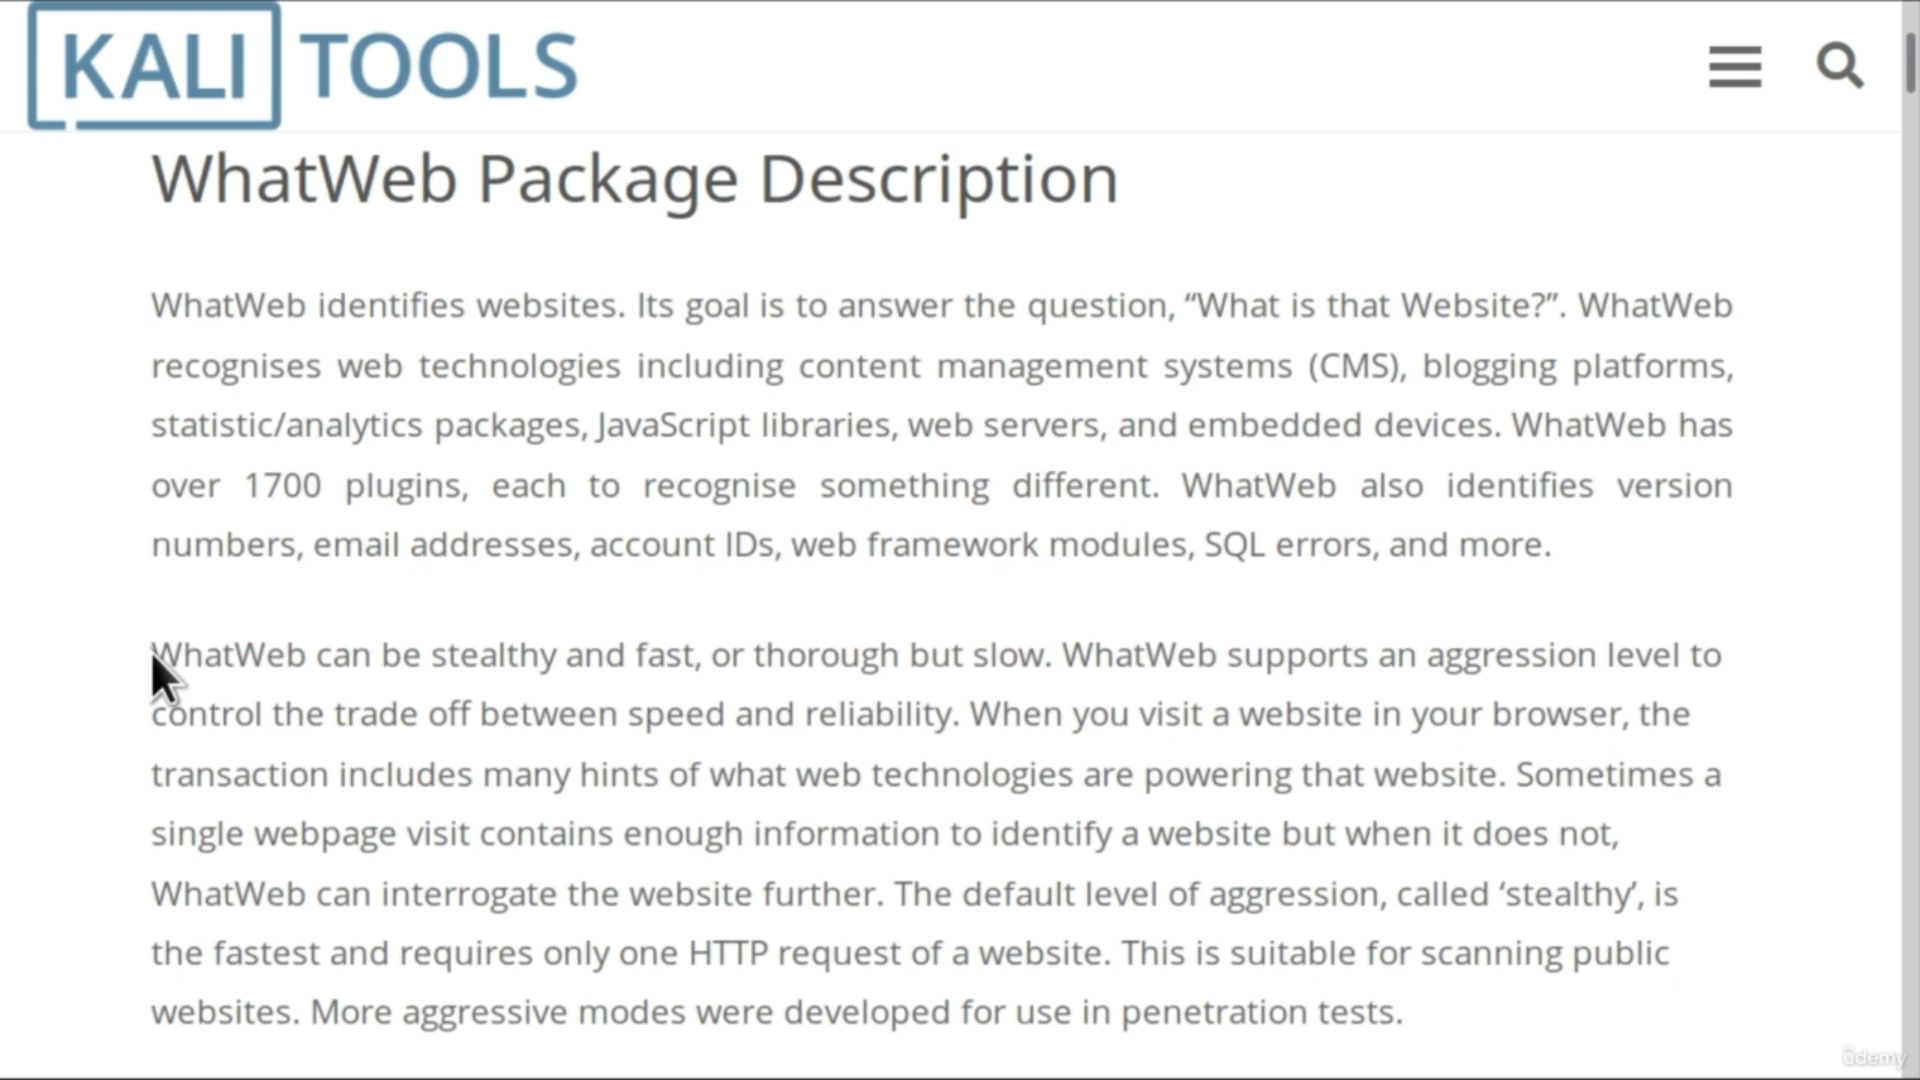 KALI TOOLS
WhatWeb Package Description
WhatWeb identifies websites. Its goal is to answer the question, “What is that Website?”. WhatWeb
recognises web technologies including content management systems (CMS), blogging platforms,
statistic/analytics packages, JavaScript libraries, web servers, and embedded devices. WhatWeb has
over 1700 plugins, each to recognise something different. WhatWeb also identifies version
numbers, email addresses, account IDs, web framework modules, SQL errors, and more.
WhatWeb can be stealthy and fast, or thorough but slow. WhatWeb supports an aggression level to
control the trade off between speed and reliability. When you visit a website in your browser, the
transaction includes many hints of what web technologies are powering that website. Sometimes a
single webpage visit contains enough information to identify a website but when it does not,
WhatWeb can interrogate the website further. The default level of aggression, called ‘stealthy’, is
the fastest and requires only one HTTP request of a website. This is suitable for scanning public
websites. More aggressive modes were developed for use in penetration tests.
ûdemy